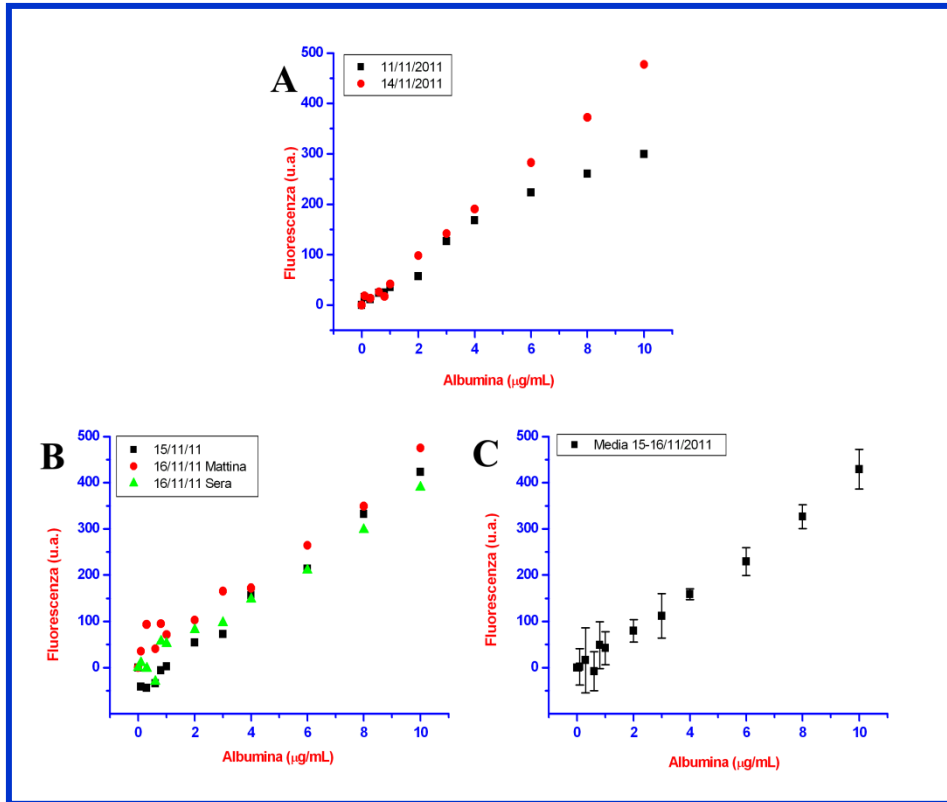 A
11/11/2011
14/11/2011
500
400
300
200
100
0
Fluorescenza (u.a.)
0 2 4 6 8 10
Albumina (µg/mL)
B
15/11/11
16/11/11 Mattina
16/11/11 Sera
500
400
300
200
100
0
Fluorescenza (u.a.)
0 2 4 6 8 10
Albumina (µg/mL)
C
Media 15-16/11/2011
500
400
300
200
100
0
Fluorescenza (u.a.)
0 2 4 6 8 10
Albumina (µg/mL)